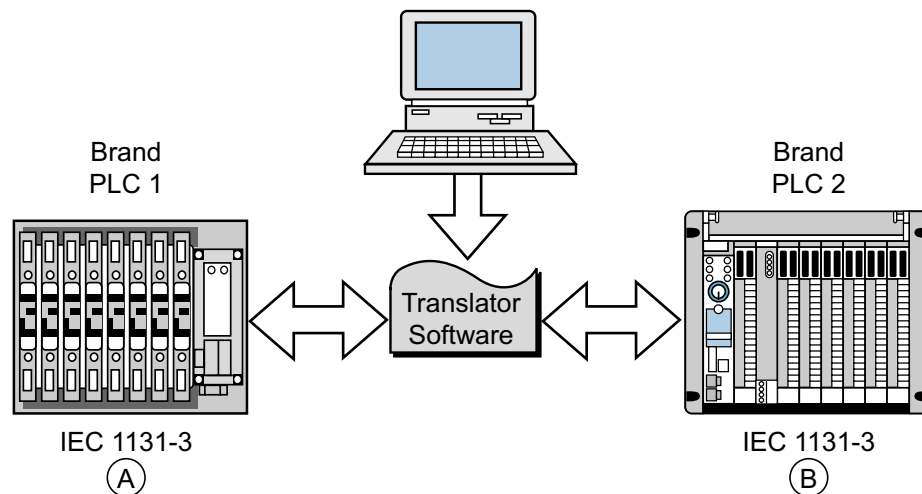 Brand
PLC 1
Brand
PLC 2
Translator
Software
IEC 1131-3
A
IEC 1131-3
B